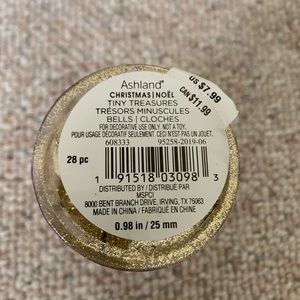 Ashland®
CHRISTMAS | NOËL
TINY TREASURES
TRÉSORS MINUSCULES
BELLS | CLOCHES
FOR DECORATIVE USE ONLY. NOT A TOY.
POUR USAGE DÉCORATIF SEULEMENT. CECI N'EST PAS UN JOUET.
608333 95258-2019-06
28 pc
1 91518 03098 3
DISTRIBUTED BY / DISTRIBUÉ PAR
MSPCI
8000 BENT BRANCH DRIVE, IRVING, TX 75063
MADE IN CHINA / FABRIQUÉ EN CHINE
0.98 in / 25 mm
US $7.99
CAN $11.99